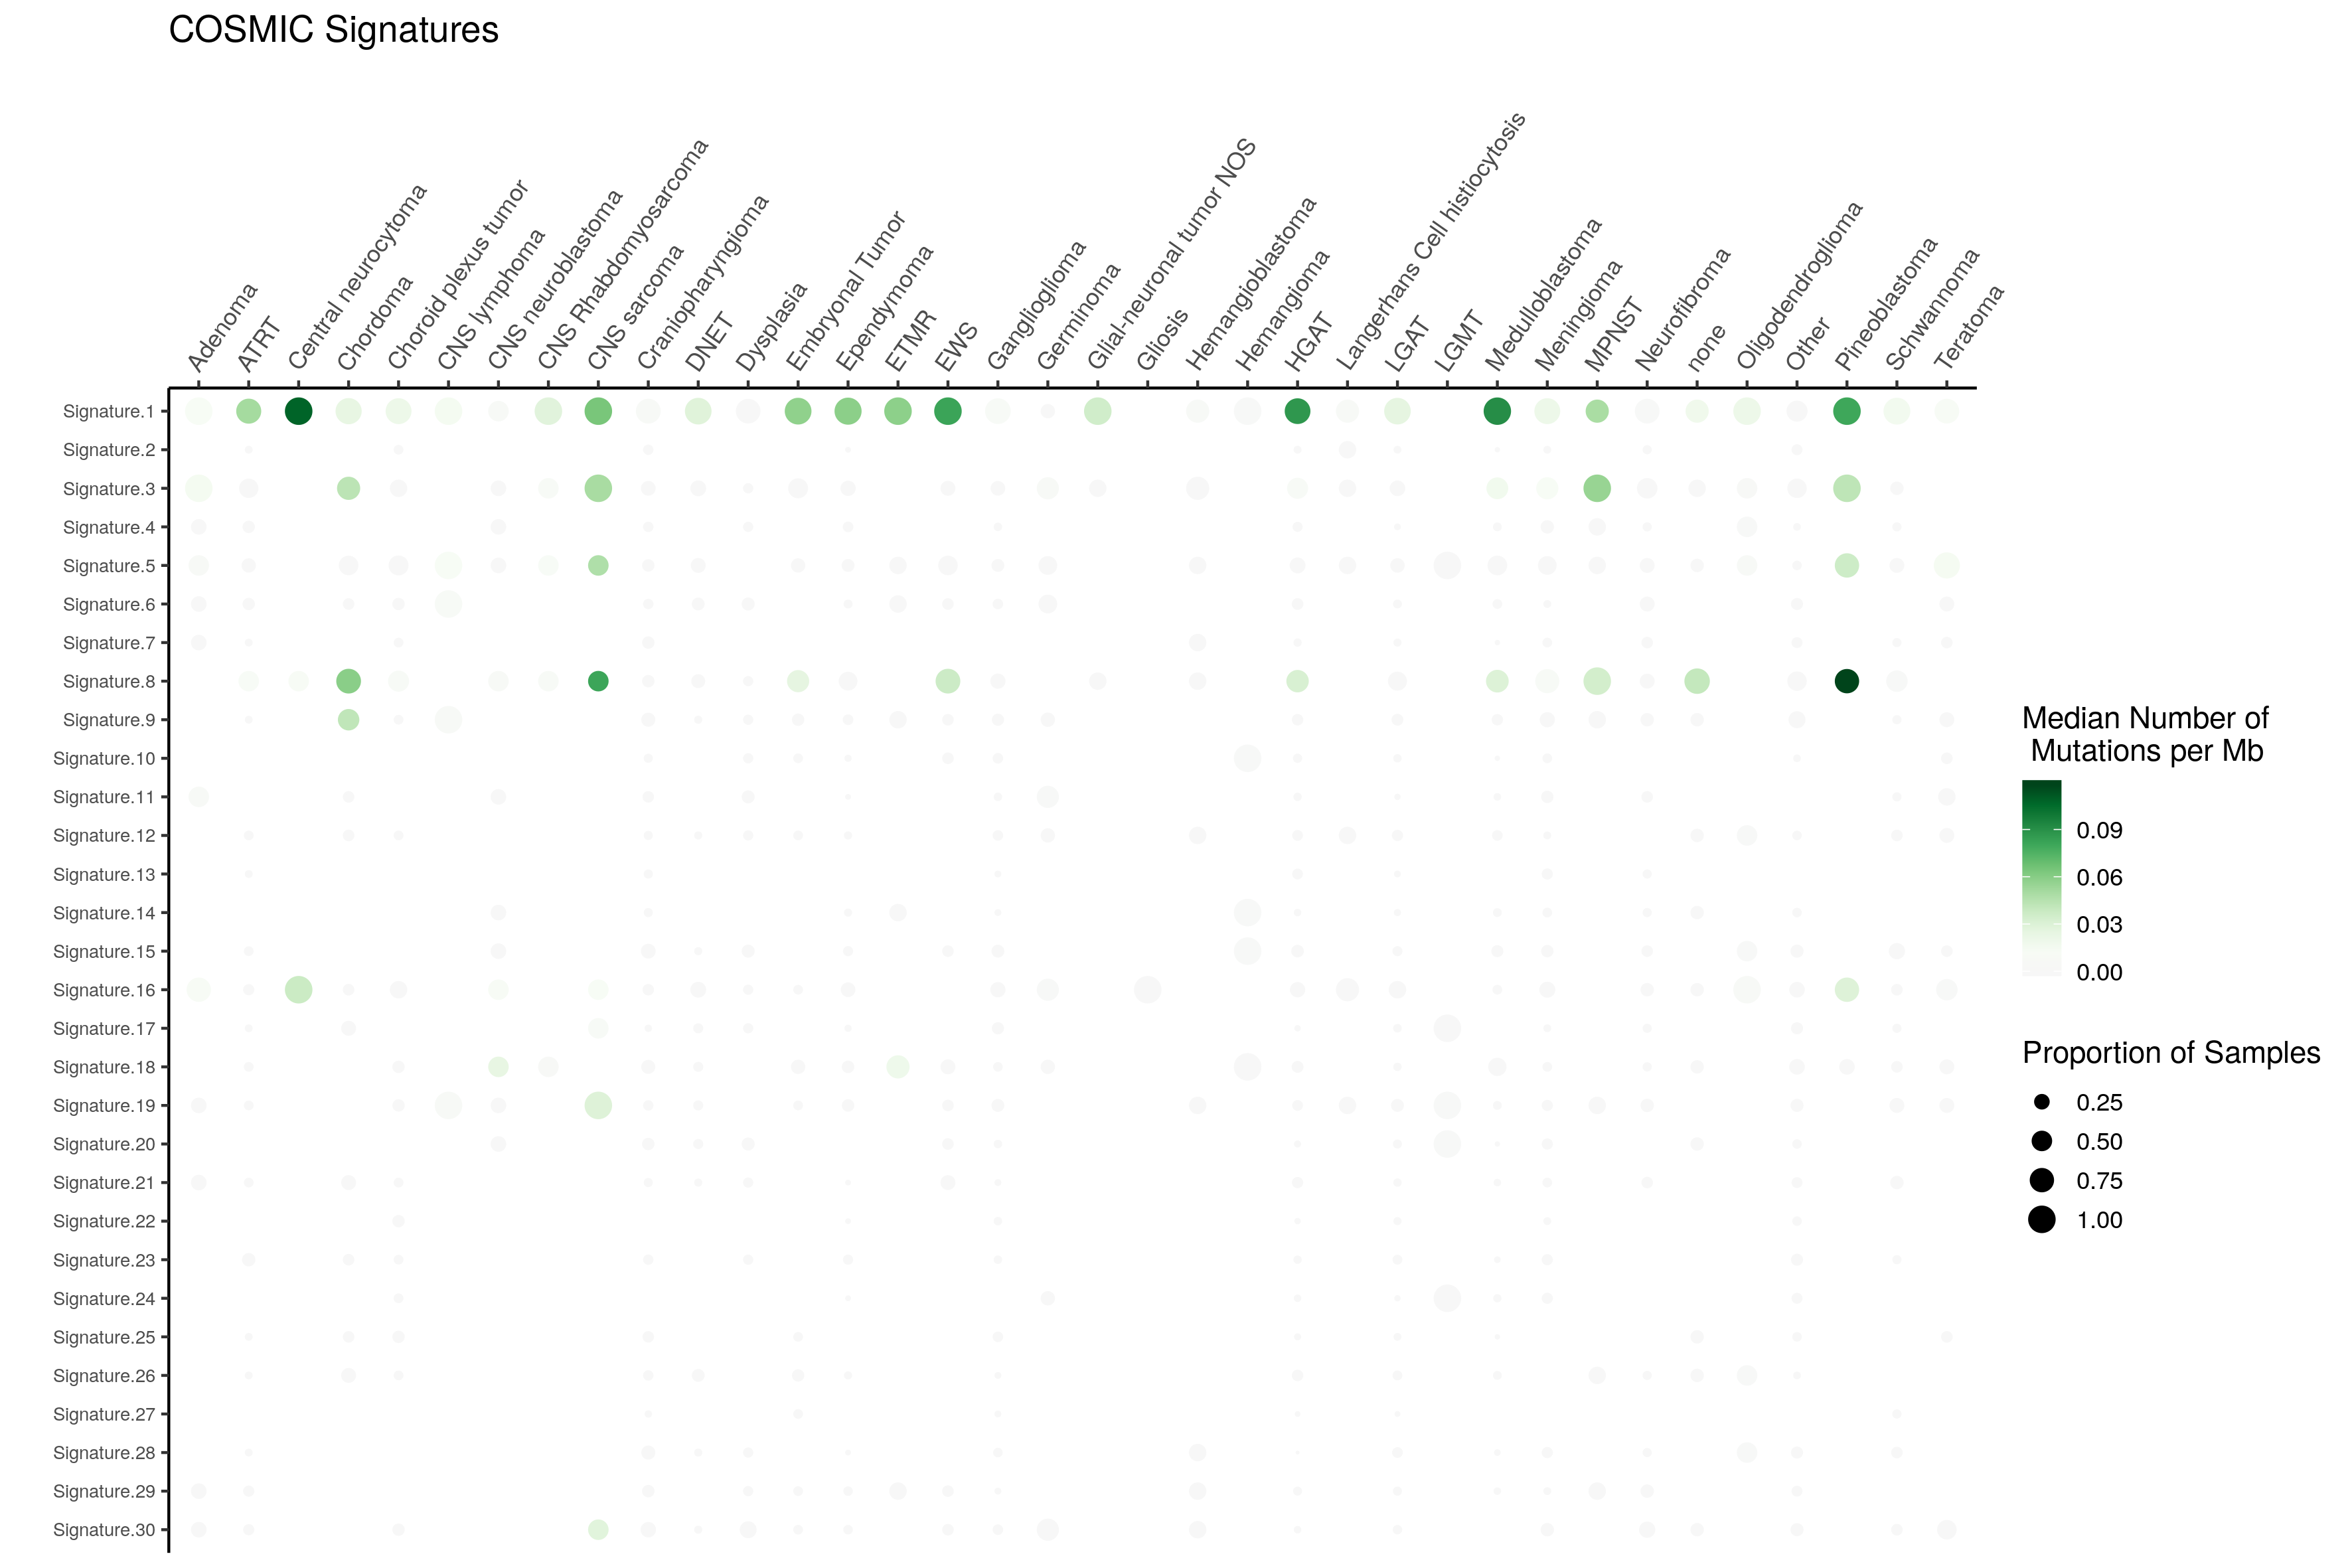 COSMIC Signatures
Adenoma
ATRT
Central neurocytoma
Chordoma
Choroid plexus tumor
CNS lymphoma
CNS neuroblastoma
CNS Rhabdomyosarcoma
CNS sarcoma
Craniopharyngioma
DNET
Dysplasia
Embryonal Tumor
Ependymoma
ETMR
EWS
Ganglioglioma
Germinoma
Glial-neuronal tumor NOS
Gliosis
Hemangioblastoma
Hemangioma
HGAT
Langerhans Cell histiocytosis
LGAT
LGMT
Medulloblastoma
Meningioma
MPNST
Neurofibroma
none
Oligodendroglioma
Other
Pineoblastoma
Schwannoma
Teratoma
Signature.1
Signature.2
Signature.3
Signature.4
Signature.5
Signature.6
Signature.7
Signature.8
Signature.9
Signature.10
Signature.11
Signature.12
Signature.13
Signature.14
Signature.15
Signature.16
Signature.17
Signature.18
Signature.19
Signature.20
Signature.21
Signature.22
Signature.23
Signature.24
Signature.25
Signature.26
Signature.27
Signature.28
Signature.29
Signature.30
Median Number of
Mutations per Mb
0.09
0.06
0.03
0.00
Proportion of Samples
0.25
0.50
0.75
1.00